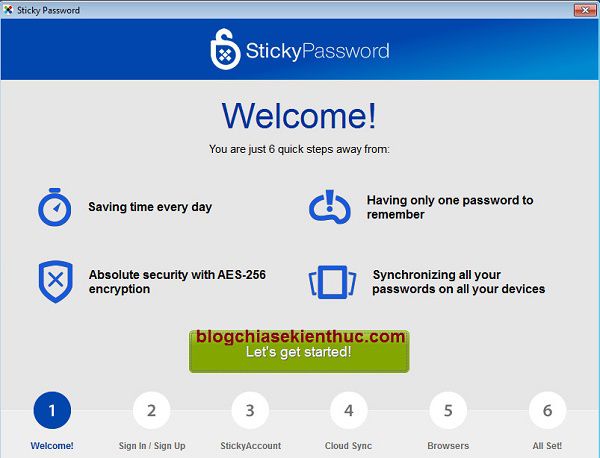 Sticky Password
StickyPassword
Welcome!
You are just 6 quick steps away from:
Saving time every day
Having only one password to
remember
Absolute security with AES-256
encryption
Synchronizing all your
passwords on all your devices
blogchiasekienthuc.com
Let's get started!
1
2
3
4
5
6
Welcome!
Sign In / Sign Up
StickyAccount
Cloud Sync
Browsers
All Set!